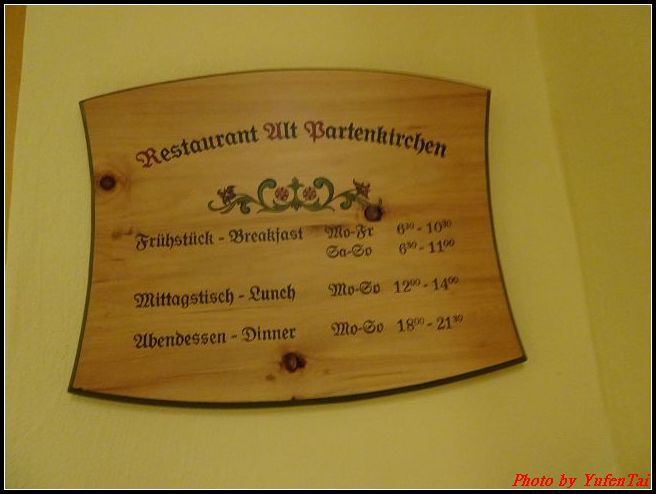 Restaurant Alt Partenkirchen
Frühstück - Breakfast Mo-Fr 6³⁰ - 10³⁰
Sa-So 6³⁰ - 11⁰⁰
Mittagstisch - Lunch Mo-So 12⁰⁰ - 14⁰⁰
Abendessen - Dinner Mo-So 18⁰⁰ - 21³⁰
Photo by YufenTai